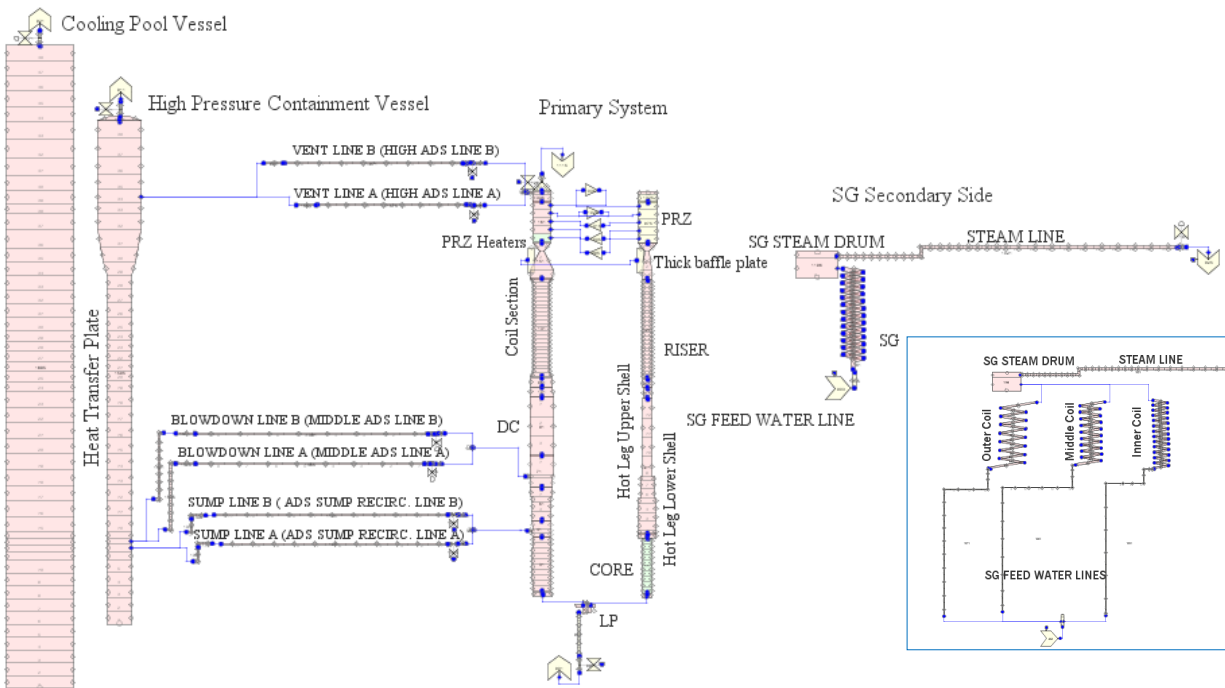 Cooling Pool Vessel
High Pressure Containment Vessel
Primary System
VENT LINE B (HIGH ADS LINE B)
VENT LINE A (HIGH ADS LINE A)
SG Secondary Side
PRZ
PRZ Heaters
Thick baffle plate
SG STEAM DRUM
STEAM LINE
Coil Section
RISER
SG
Heat Transfer Plate
SG STEAM DRUM
STEAM LINE
BLOWDOWN LINE B (MIDDLE ADS LINE B)
DC
Hot Leg Upper Shell
SG FEED WATER LINE
Outer Coil
Middle Coil
Inner Coil
BLOWDOWN LINE A (MIDDLE ADS LINE A)
SUMP LINE B (ADS SUMP RECIRC. LINE B)
SUMP LINE A (ADS SUMP RECIRC. LINE A)
Hot Leg Lower Shell
CORE
SG FEED WATER LINES
LP